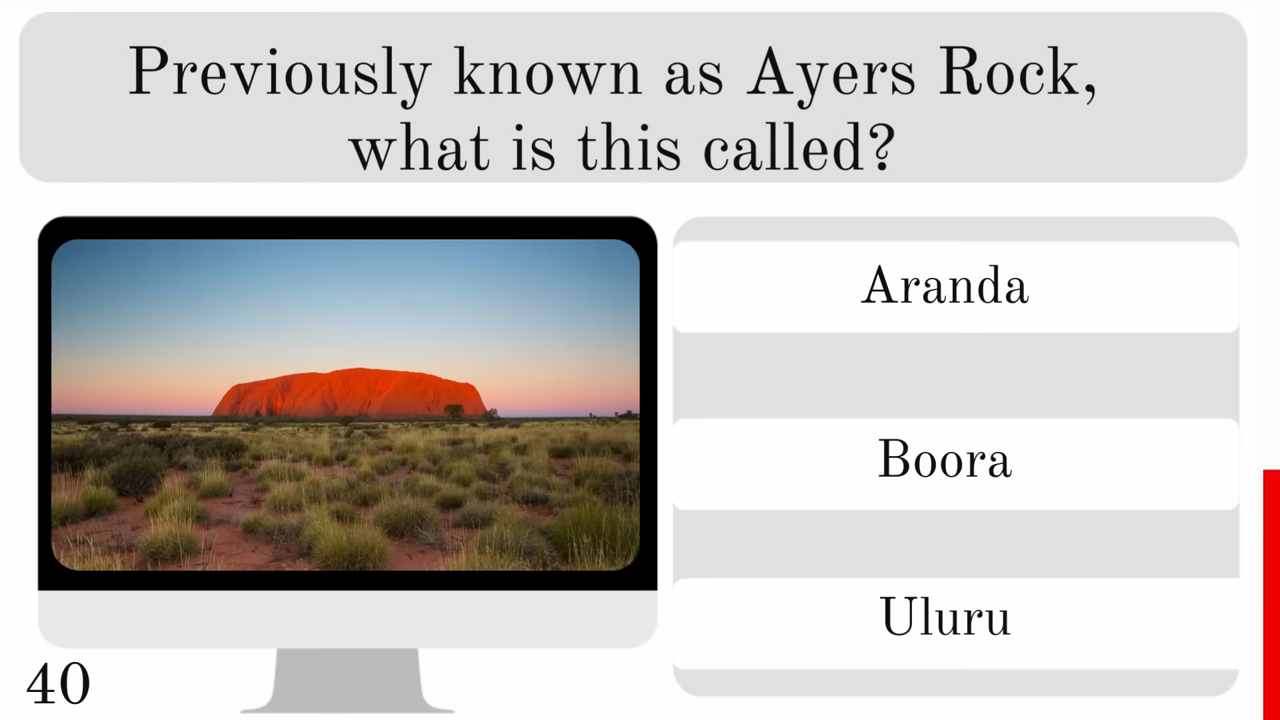 Previously known as Ayers Rock,
what is this called?
Aranda
Boora
Uluru
40